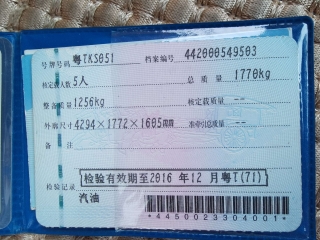 号牌号码 粤TKS051 档案编号 442000549503
核定载人数 5人 总质量 1770kg
整备质量 1256kg 核定载质量 --
外廓尺寸 4294×1772×1605mm 准牵引总质量 --
备注
检验记录 检验有效期至2016年12月粤T(71)
汽油
*4450023304001*